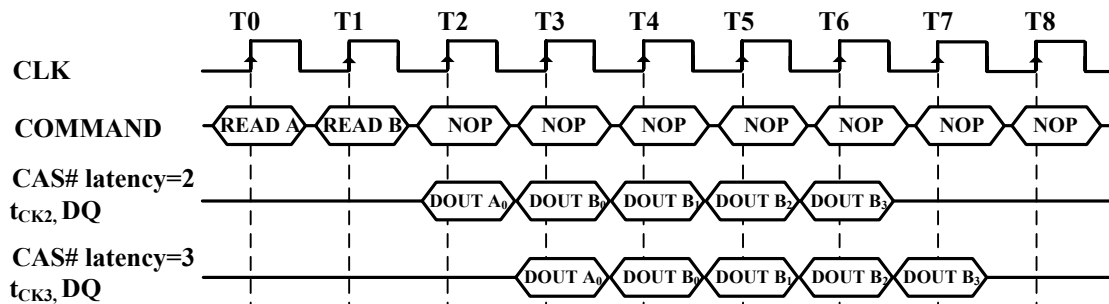 T0 T1 T2 T3 T4 T5 T6 T7 T8
CLK
COMMAND READ A READ B NOP NOP NOP NOP NOP NOP NOP
CAS# latency=2
tCK2, DQ DOUT A0 DOUT B0 DOUT B1 DOUT B2 DOUT B3
CAS# latency=3
tCK3, DQ DOUT A0 DOUT B0 DOUT B1 DOUT B2 DOUT B3